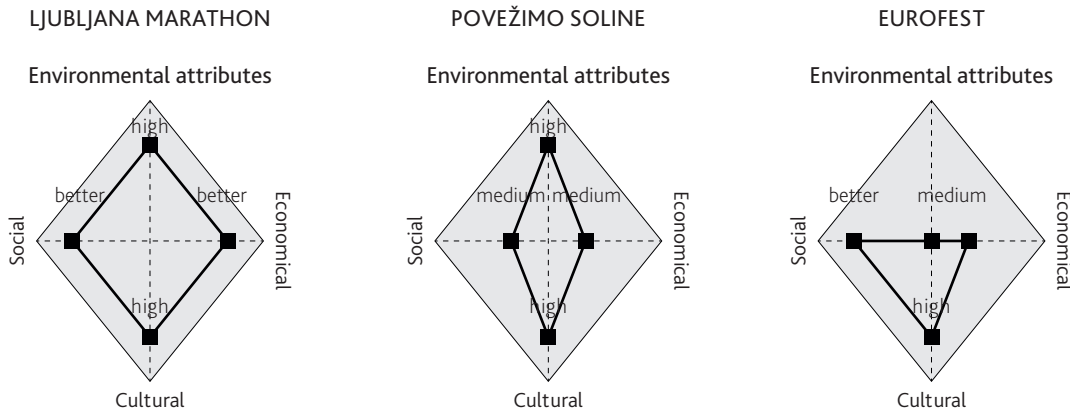 LJUBLJANA MARATHON
Environmental attributes
high
better
better
Social
Economical
high
Cultural
POVEŽIMO SOLINE
Environmental attributes
high
medium
medium
Social
Economical
high
Cultural
EUROFEST
Environmental attributes
better
medium
Social
Economical
high
Cultural